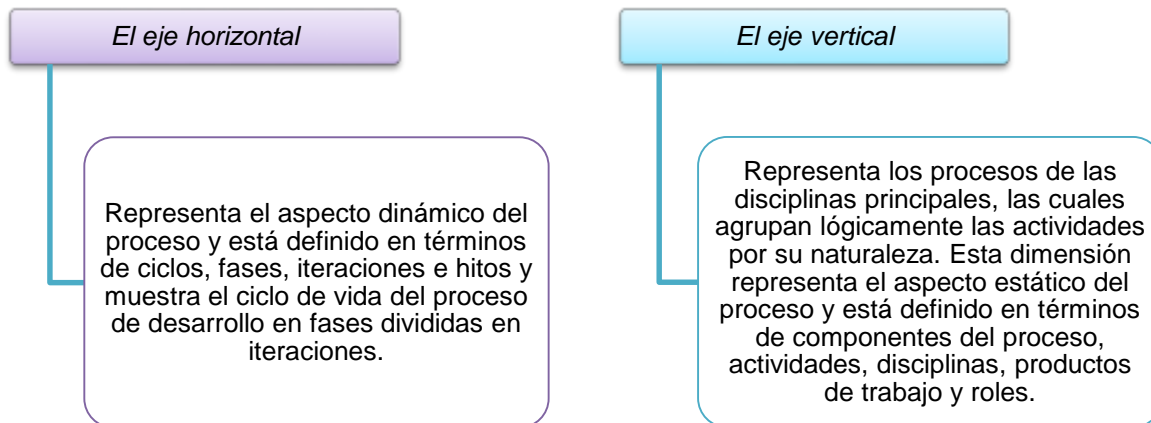 El eje horizontal
Representa el aspecto dinámico del
proceso y está definido en términos
de ciclos, fases, iteraciones e hitos y
muestra el ciclo de vida del proceso
de desarrollo en fases divididas en
iteraciones.
El eje vertical
Representa los procesos de las
disciplinas principales, las cuales
agrupan lógicamente las actividades
por su naturaleza. Esta dimensión
representa el aspecto estático del
proceso y está definido en términos
de componentes del proceso,
actividades, disciplinas, productos
de trabajo y roles.